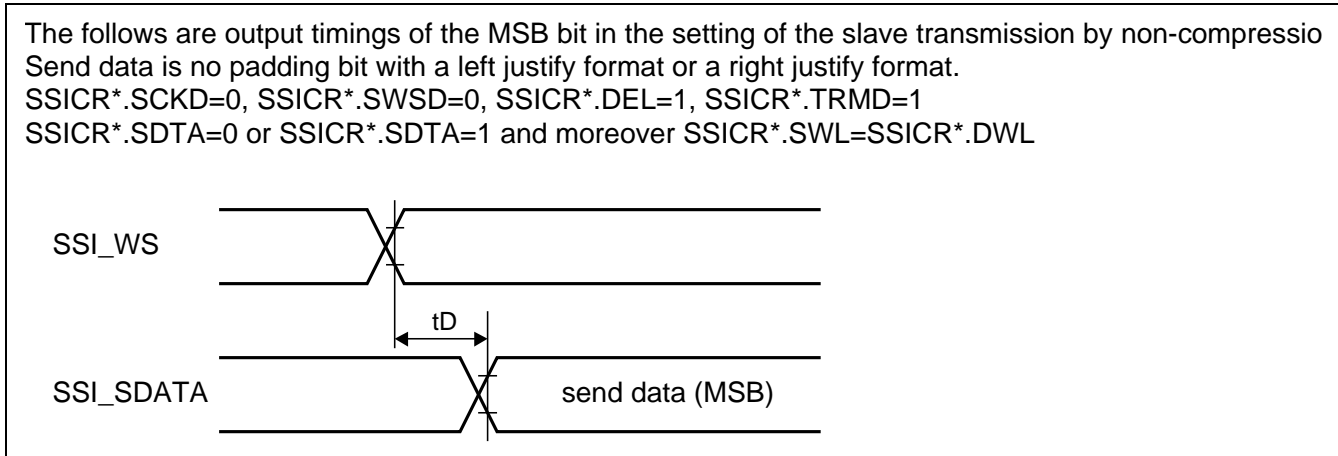 The follows are output timings of the MSB bit in the setting of the slave transmission by non-compressio
Send data is no padding bit with a left justify format or a right justify format.
SSICR*.SCKD=0, SSICR*.SWSD=0, SSICR*.DEL=1, SSICR*.TRMD=1
SSICR*.SDTA=0 or SSICR*.SDTA=1 and moreover SSICR*.SWL=SSICR*.DWL
SSI_WS
tD
SSI_SDATA
send data (MSB)